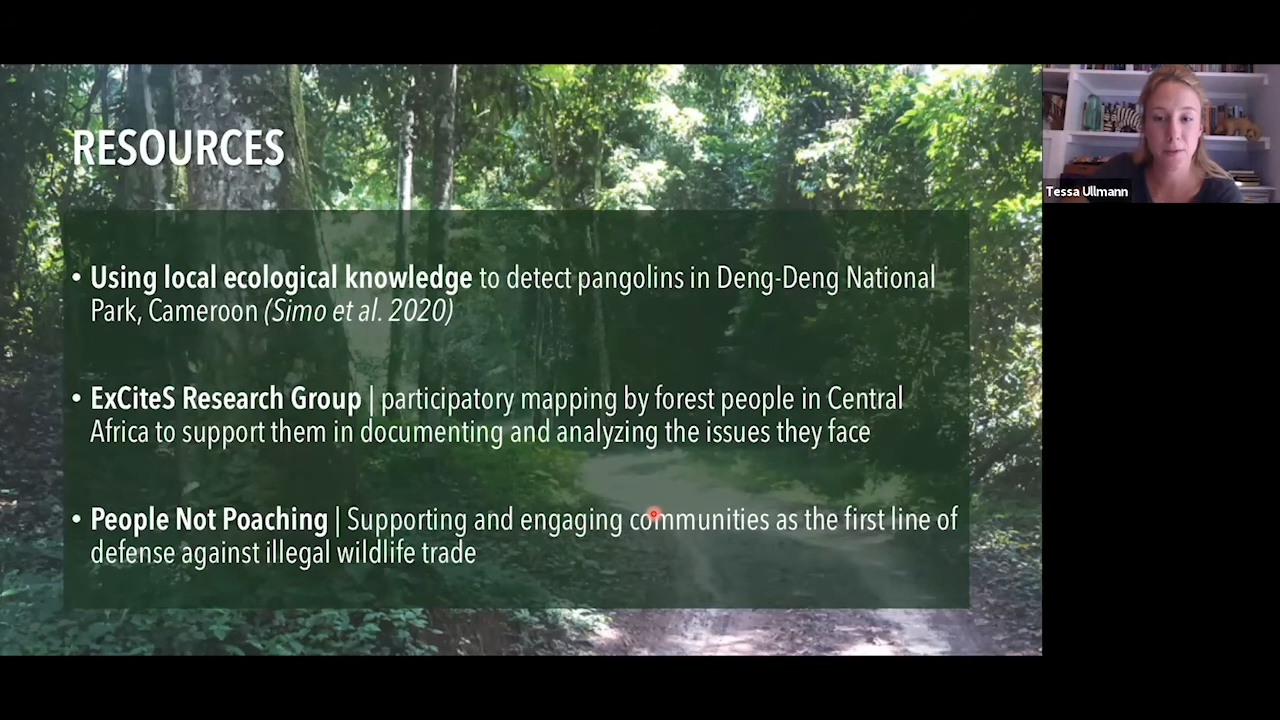 RESOURCES
• Using local ecological knowledge to detect pangolins in Deng-Deng National
Park, Cameroon (Simo et al. 2020)
• ExCiteS Research Group | participatory mapping by forest people in Central
Africa to support them in documenting and analyzing the issues they face
• People Not Poaching | Supporting and engaging communities as the first line of
defense against illegal wildlife trade
Tessa Ullmann